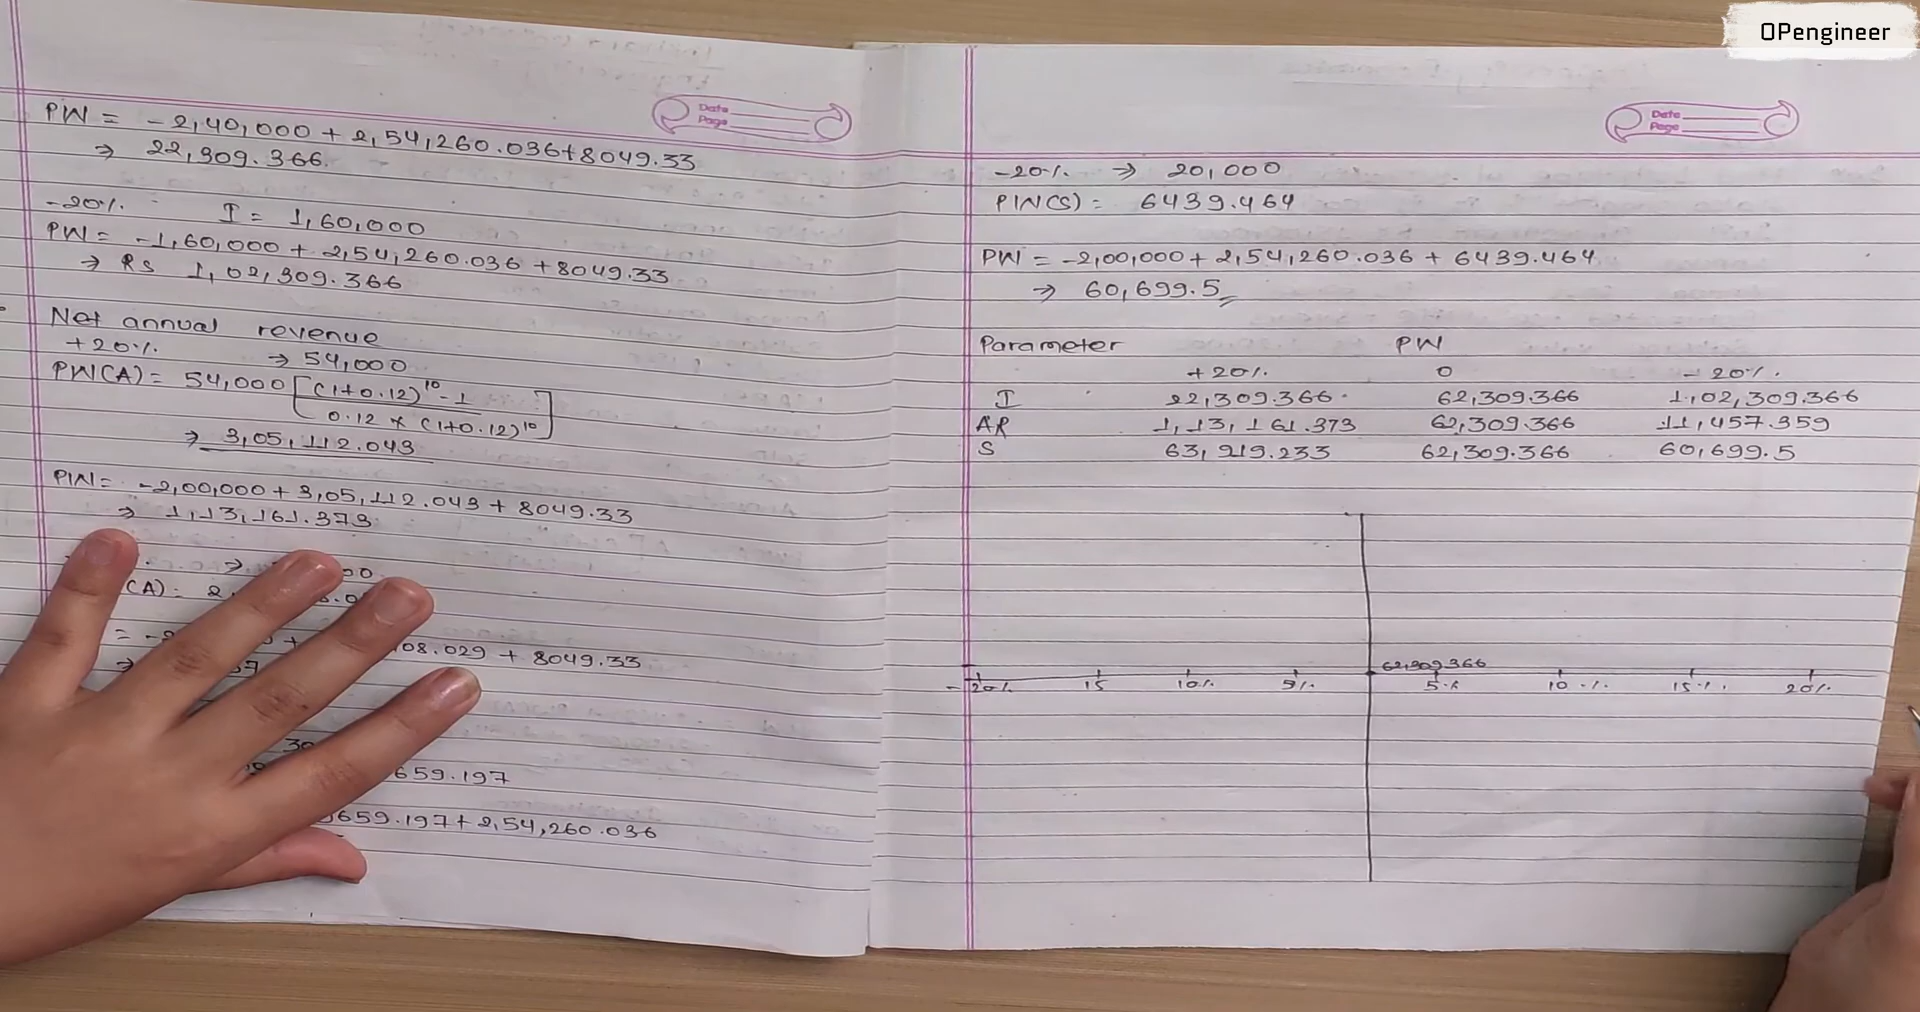 OPengineer
Date
Page
PW = -2,40,000 + 2,54,260.036+8049.33
⇒ 22,309.366.
-20%. I = 1,60,000
PW = -1,60,000 + 2,54,260.036 + 8049.33
⇒ RS 1,02,309.366
Net annual revenue
+20%. ⇒ 54,000
PW(A) = 54,000 [(1+0.12)^10 - 1 / 0.12 × (1+0.12)^10]
⇒ 3,05,112.043
PW = -2,00,000 + 3,05,112.043 + 8049.33
⇒ 1,13,161.373
(A) =
08.029 + 8049.33
659.197
659.197 + 2,54,260.036
Date
Page
-20%. ⇒ 20,000
PW(S) = 6439.464
PW = -2,00,000 + 2,54,260.036 + 6439.464
⇒ 60,699.5
Parameter PW
+20%. 0 -20%.
I 22,309.366 62,309.366 1,02,309.366
AR 1,13,161.373 62,309.366 11,457.359
S 63,919.233 62,309.366 60,699.5
62,309.366
-20% 15 10% 5% 5% 10% 15% 20%